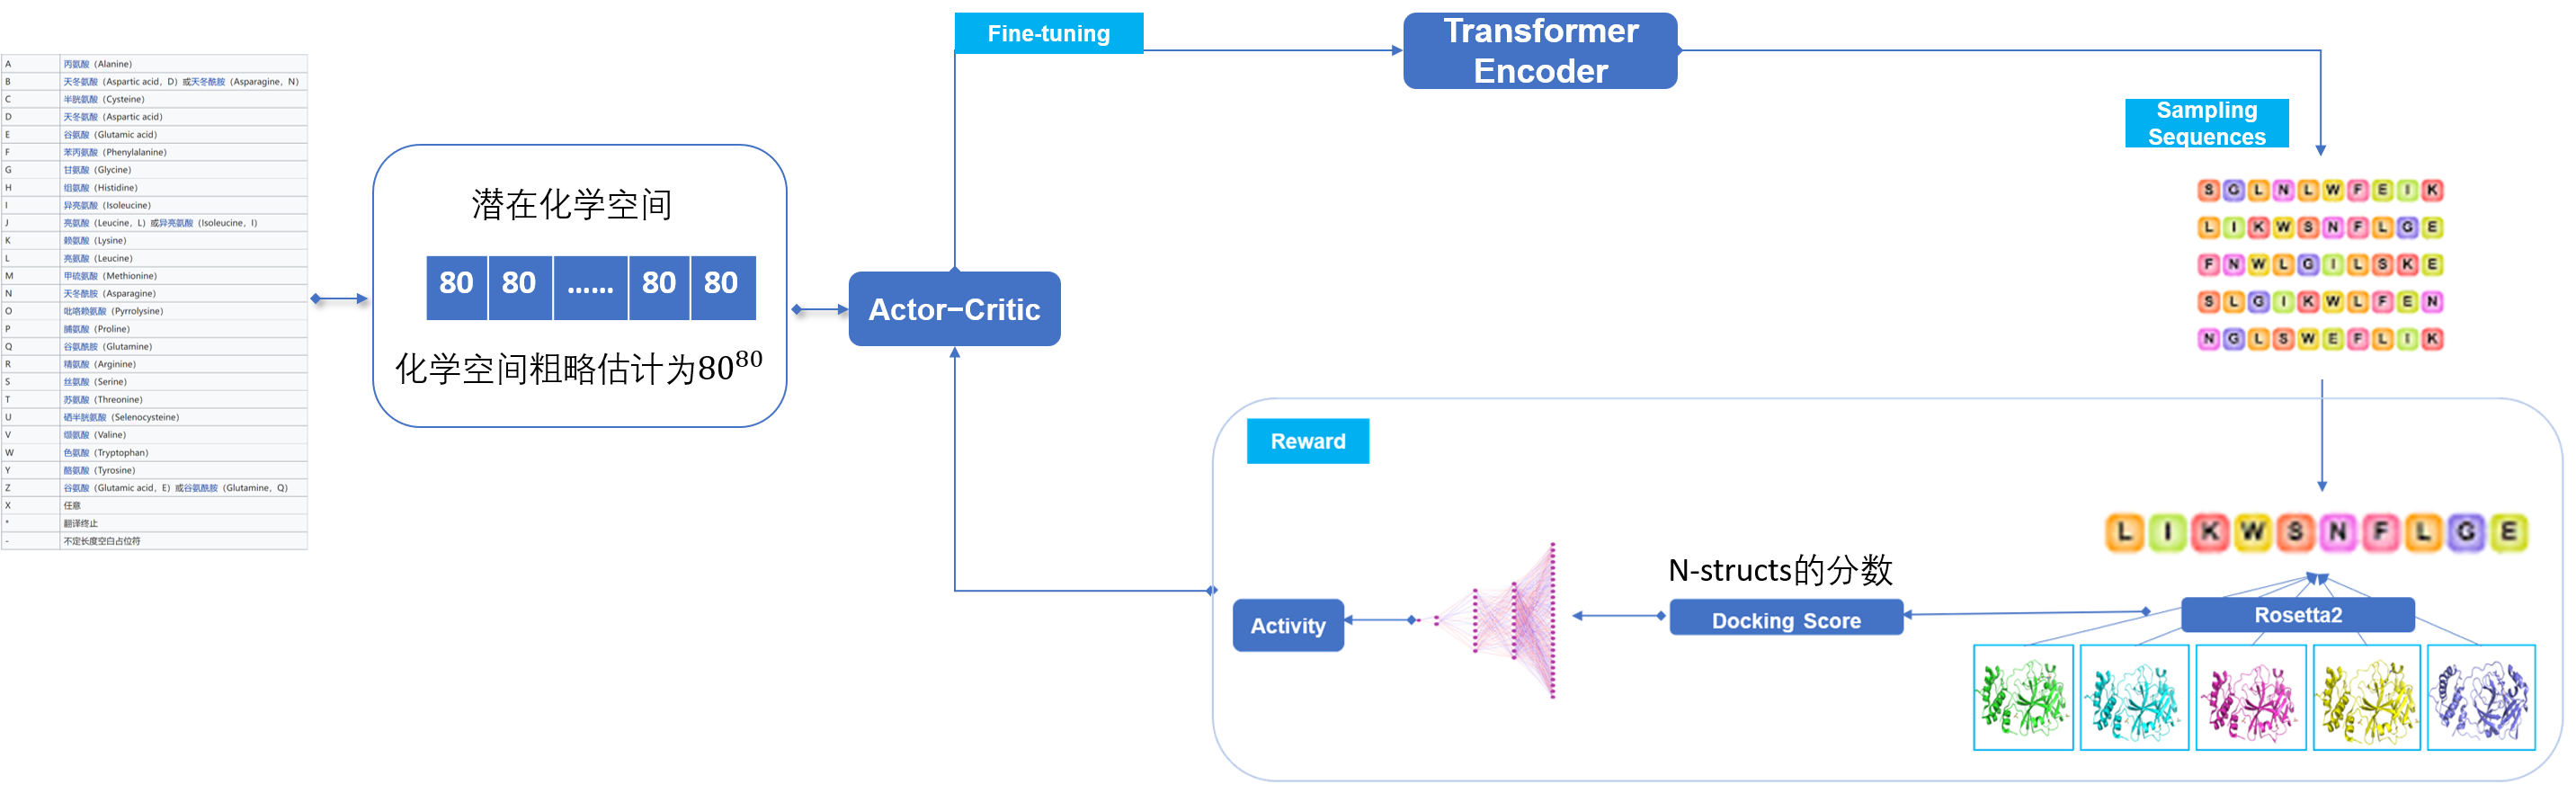 A 丙氨酸（Alanine）
B 天冬氨酸（Aspartic acid，D）或天冬酰胺（Asparagine，N）
C 半胱氨酸（Cysteine）
D 天冬氨酸（Aspartic acid）
E 谷氨酸（Glutamic acid）
F 苯丙氨酸（Phenylalanine）
G 甘氨酸（Glycine）
H 组氨酸（Histidine）
I 异亮氨酸（Isoleucine）
J 亮氨酸（Leucine，L）或异亮氨酸（Isoleucine，I）
K 赖氨酸（Lysine）
L 亮氨酸（Leucine）
M 甲硫氨酸（Methionine）
N 天冬酰胺（Asparagine）
O 吡咯赖氨酸（Pyrrolysine）
P 脯氨酸（Proline）
Q 谷氨酰胺（Glutamine）
R 精氨酸（Arginine）
S 丝氨酸（Serine）
T 苏氨酸（Threonine）
U 硒半胱氨酸（Selenocysteine）
V 缬氨酸（Valine）
W 色氨酸（Tryptophan）
Y 酪氨酸（Tyrosine）
Z 谷氨酸（Glutamic acid，E）或谷氨酰胺（Glutamine，Q）
X 任意
* 翻译终止
- 不定长度空白占位符
潜在化学空间
80 80 …… 80 80
化学空间粗略估计为80⁸⁰
Actor–Critic
Fine-tuning
Transformer
Encoder
Sampling
Sequences
S G L N L W F E I K
L I K W S N F L G E
F N W L G I L S K E
S L G I K W L F E N
N G L S W E F L I K
Reward
L I K W S N F L G E
Rosetta2
N-structs的分数
Docking Score
Activity